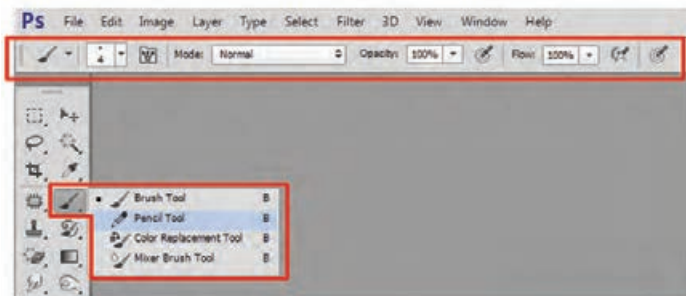 Ps File Edit Image Layer Type Select Filter 3D View Window Help
Mode: Normal Opacity: 100% Flow: 100%
Brush Tool B
Pencil Tool B
Color Replacement Tool B
Mixer Brush Tool B